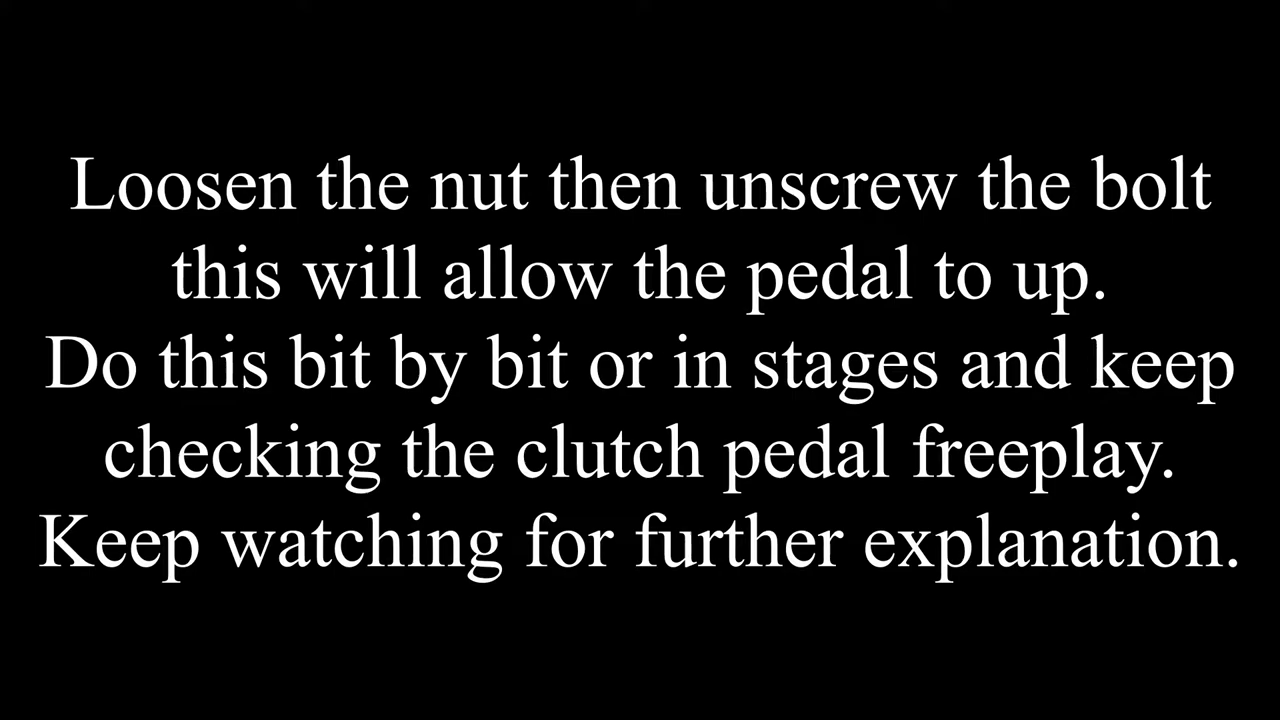 Loosen the nut then unscrew the bolt
this will allow the pedal to up.
Do this bit by bit or in stages and keep
checking the clutch pedal freeplay.
Keep watching for further explanation.